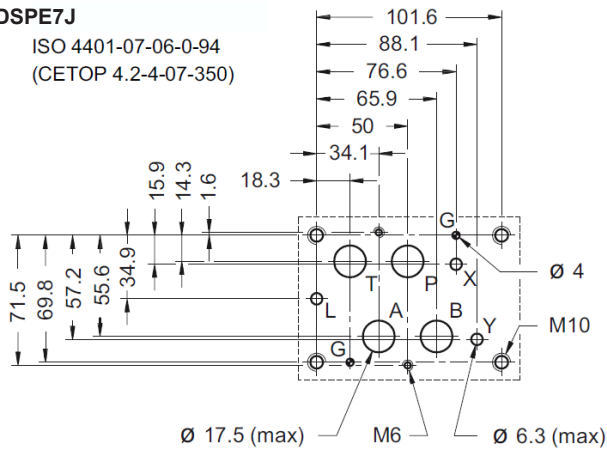 DSPE7J
ISO 4401-07-06-0-94
(CETOP 4.2-4-07-350)
101.6
88.1
76.6
65.9
50
34.1
18.3
15.9
14.3
1.6
G
T
P
X
Ø 4
71.5
69.8
57.2
55.6
34.9
L
A
B
Y
M10
G
Ø 17.5 (max)
M6
Ø 6.3 (max)